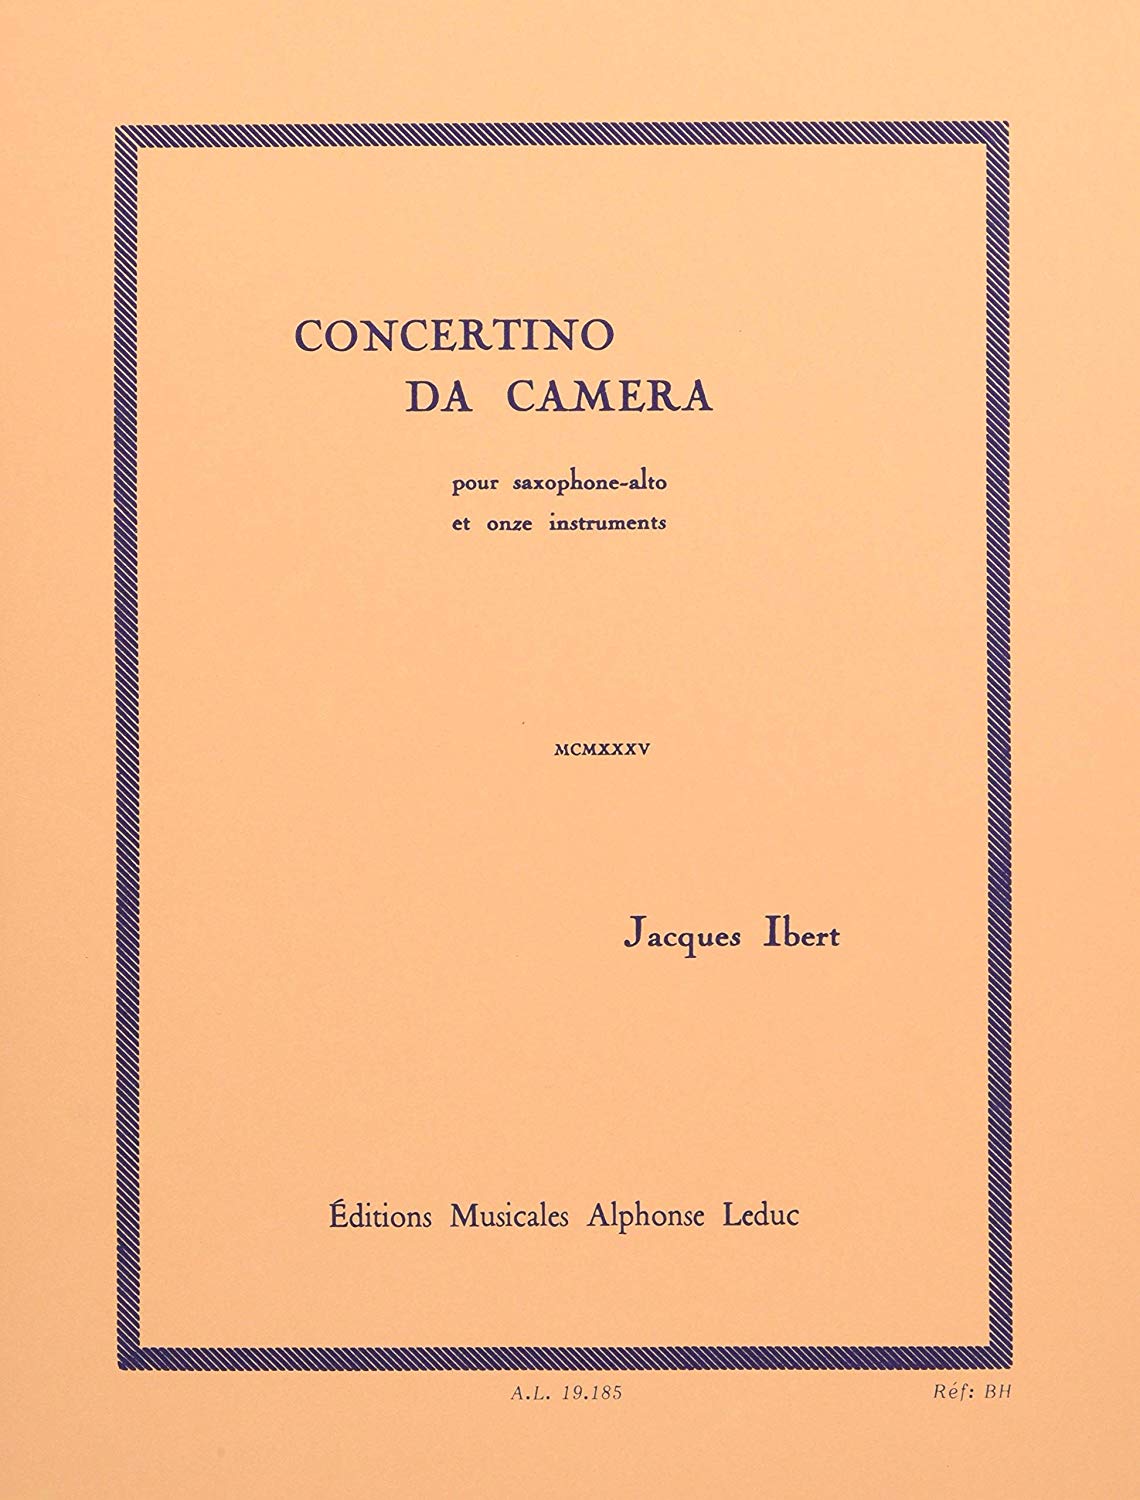 CONCERTINO
DA CAMERA
pour saxophone-alto
et onze instruments
MCMXXXV
Jacques Ibert
Éditions Musicales Alphonse Leduc
A.L. 19.185
Réf: BH